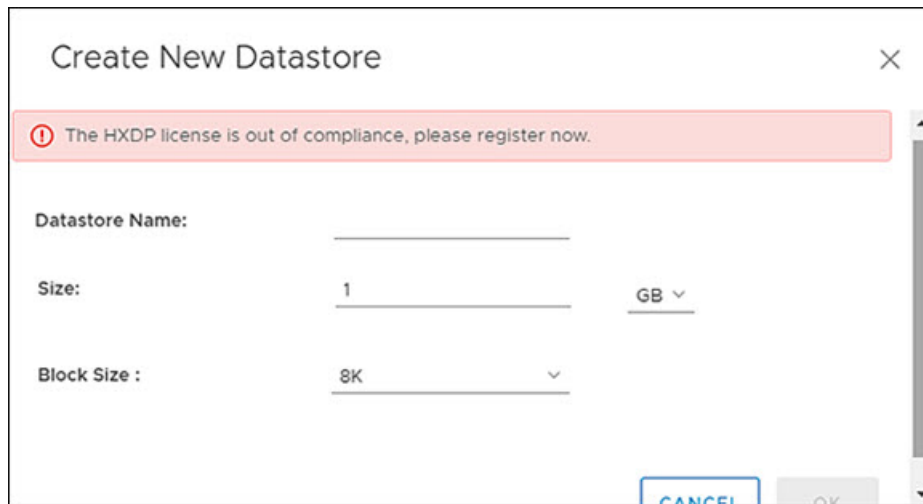 Create New Datastore
The HXDP license is out of compliance, please register now.
Datastore Name:
Size: 1 GB
Block Size : 8K
CANCEL OK